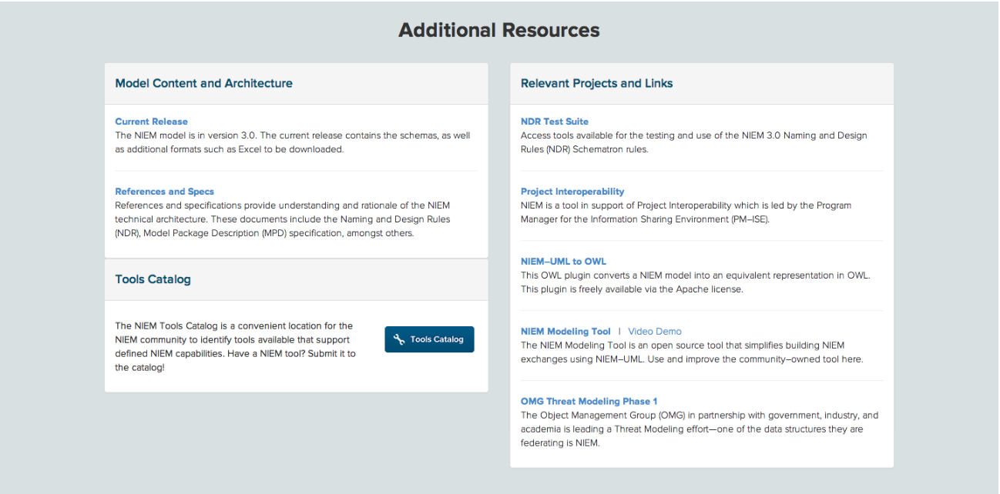 Additional Resources
Model Content and Architecture
Current Release
The NIEM model is in version 3.0. The current release contains the schemas, as well
as additional formats such as Excel to be downloaded.
References and Specs
References and specifications provide understanding and rationale of the NIEM
technical architecture. These documents include the Naming and Design Rules
(NDR), Model Package Description (MPD) specification, amongst others.
Tools Catalog
The NIEM Tools Catalog is a convenient location for the
NIEM community to identify tools available that support
defined NIEM capabilities. Have a NIEM tool? Submit it to
the catalog!
Tools Catalog
Relevant Projects and Links
NDR Test Suite
Access tools available for the testing and use of the NIEM 3.0 Naming and Design
Rules (NDR) Schematron rules.
Project Interoperability
NIEM is a tool in support of Project Interoperability which is led by the Program
Manager for the Information Sharing Environment (PM–ISE).
NIEM–UML to OWL
This OWL plugin converts a NIEM model into an equivalent representation in OWL.
This plugin is freely available via the Apache license.
NIEM Modeling Tool | Video Demo
The NIEM Modeling Tool is an open source tool that simplifies building NIEM
exchanges using NIEM–UML. Use and improve the community–owned tool here.
OMG Threat Modeling Phase 1
The Object Management Group (OMG) in partnership with government, industry, and
academia is leading a Threat Modeling effort—one of the data structures they are
federating is NIEM.